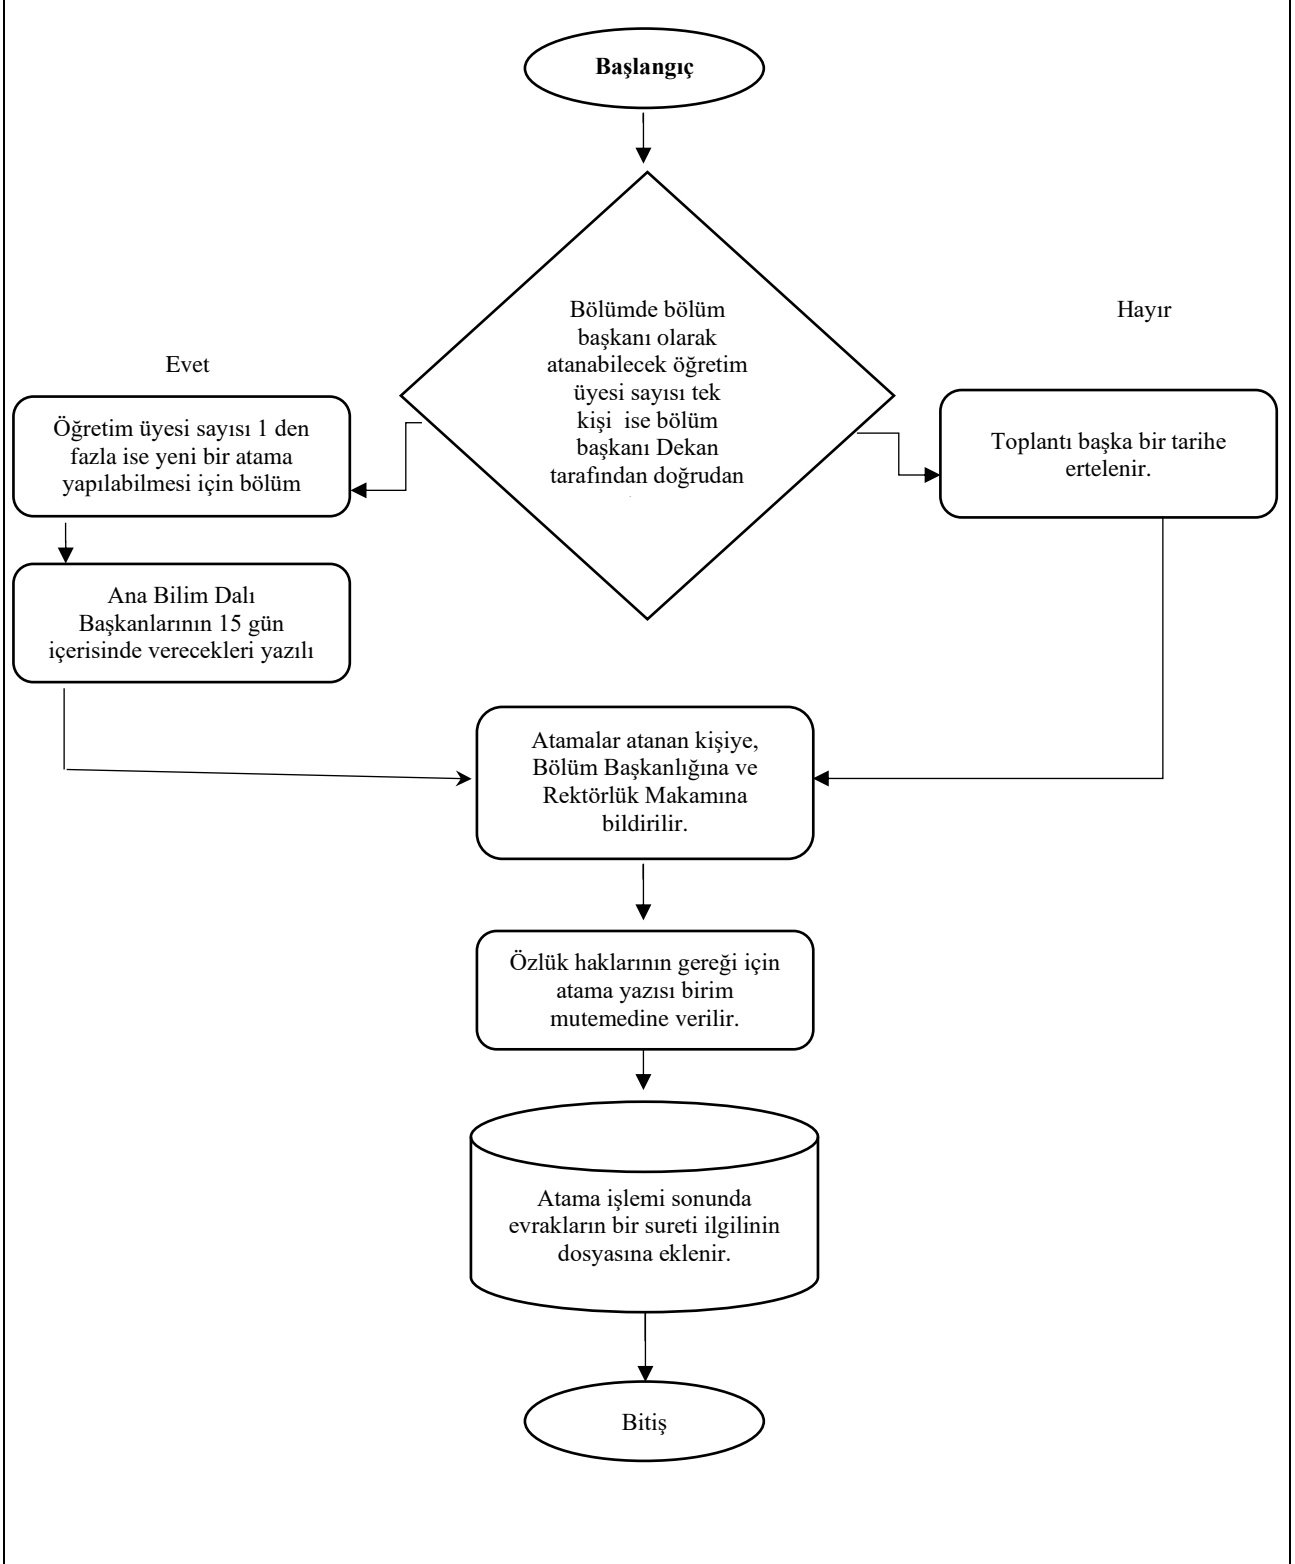 Başlangıç
Bölümde bölüm
başkanı olarak
atanabilecek öğretim
üyesi sayısı tek
kişi ise bölüm
başkanı Dekan
tarafından doğrudan
Evet
Hayır
Öğretim üyesi sayısı 1 den
fazla ise yeni bir atama
yapılabilmesi için bölüm
Toplantı başka bir tarihe
ertelenir.
Ana Bilim Dalı
Başkanlarının 15 gün
içerisinde verecekleri yazılı
Atamalar atanan kişiye,
Bölüm Başkanlığına ve
Rektörlük Makamına
bildirilir.
Özlük haklarının gereği için
atama yazısı birim
mutemedine verilir.
Atama işlemi sonunda
evrakların bir sureti ilgilinin
dosyasına eklenir.
Bitiş